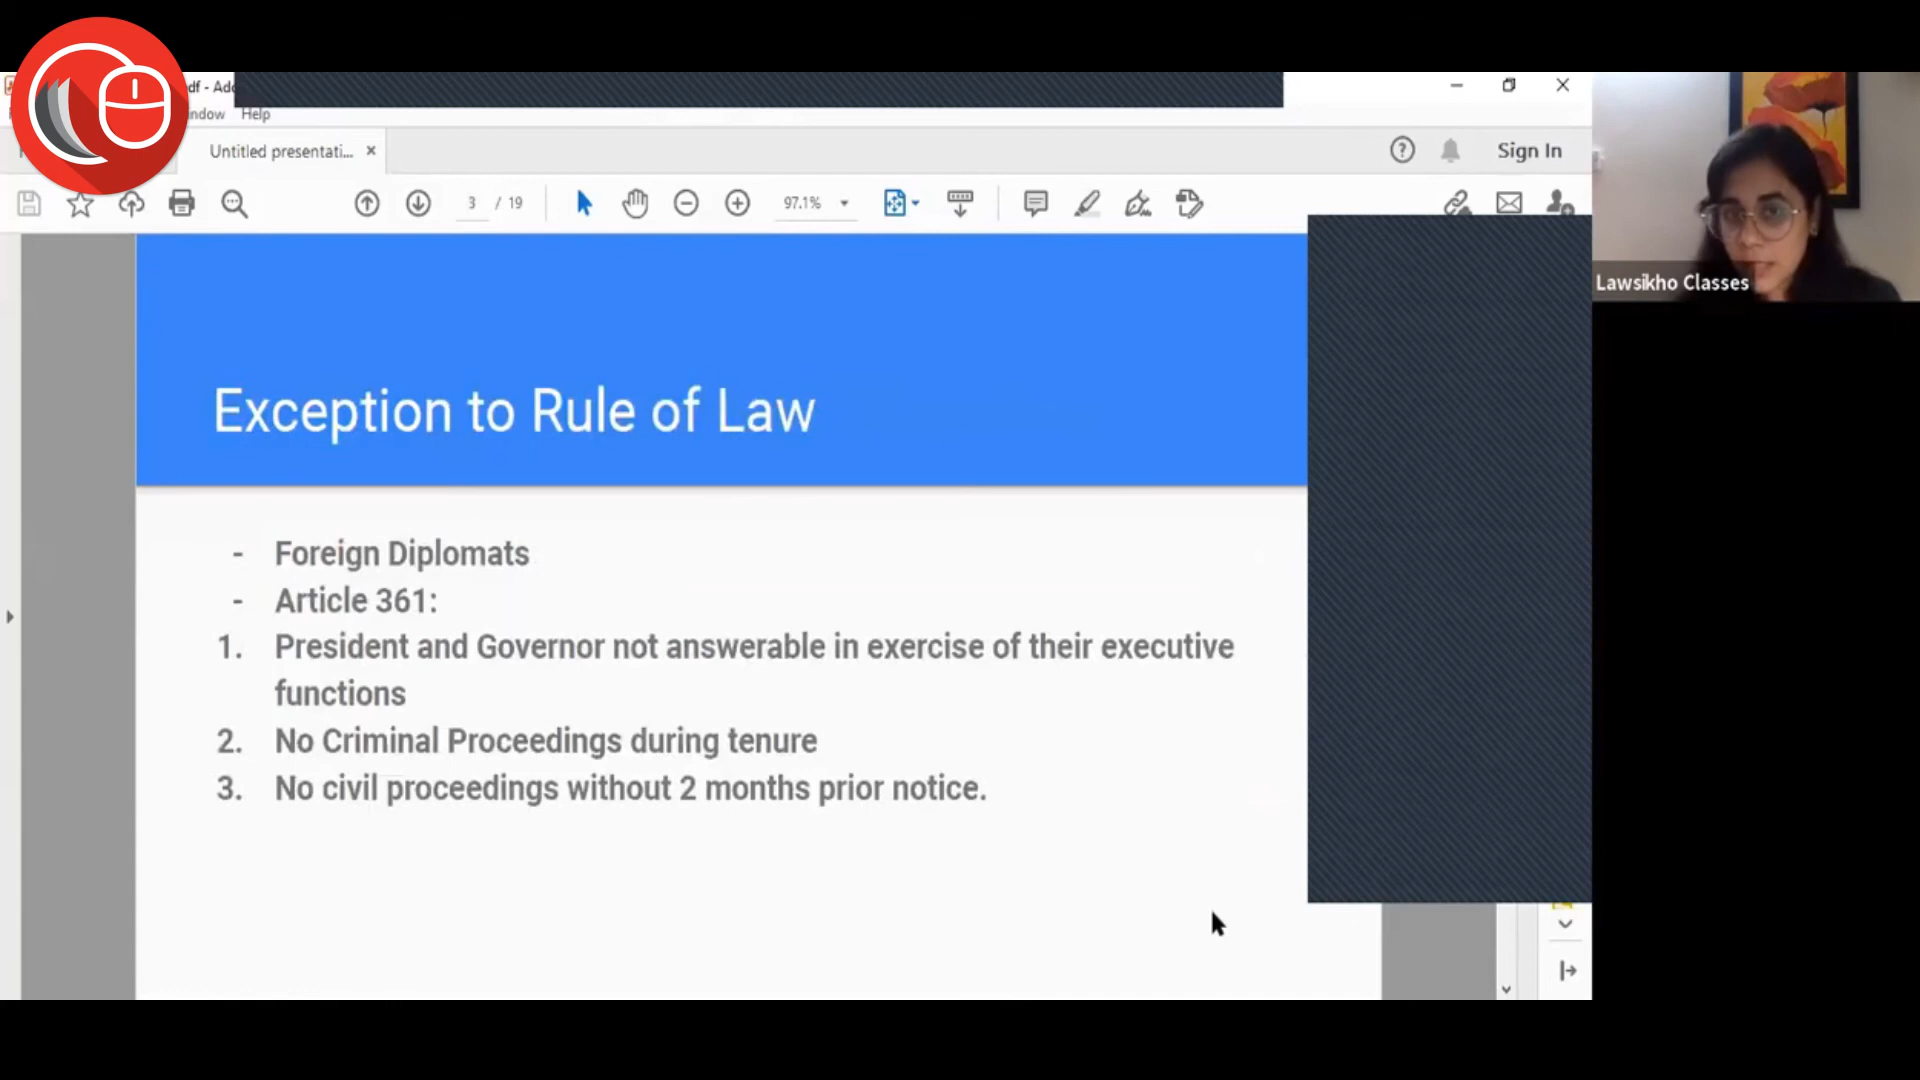 df - Ado
ndow Help
Untitled presentati...
Sign In
3 / 19
97.1%
Lawsikho Classes
Exception to Rule of Law
- Foreign Diplomats
- Article 361:
1. President and Governor not answerable in exercise of their executive
functions
2. No Criminal Proceedings during tenure
3. No civil proceedings without 2 months prior notice.